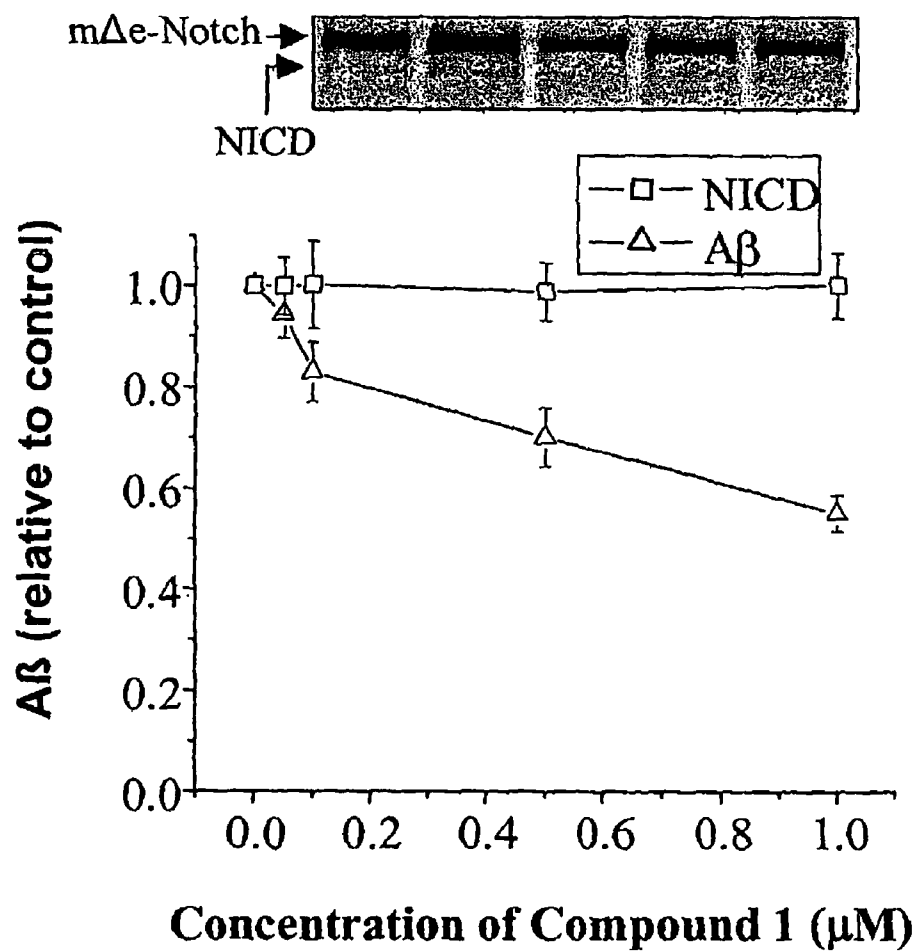 mΔe-Notch
NICD
NICD
Aβ
Aß (relative to control)
1.0
0.8
0.6
0.4
0.2
0.0
0.0 0.2 0.4 0.6 0.8 1.0
Concentration of Compound 1 (μM)